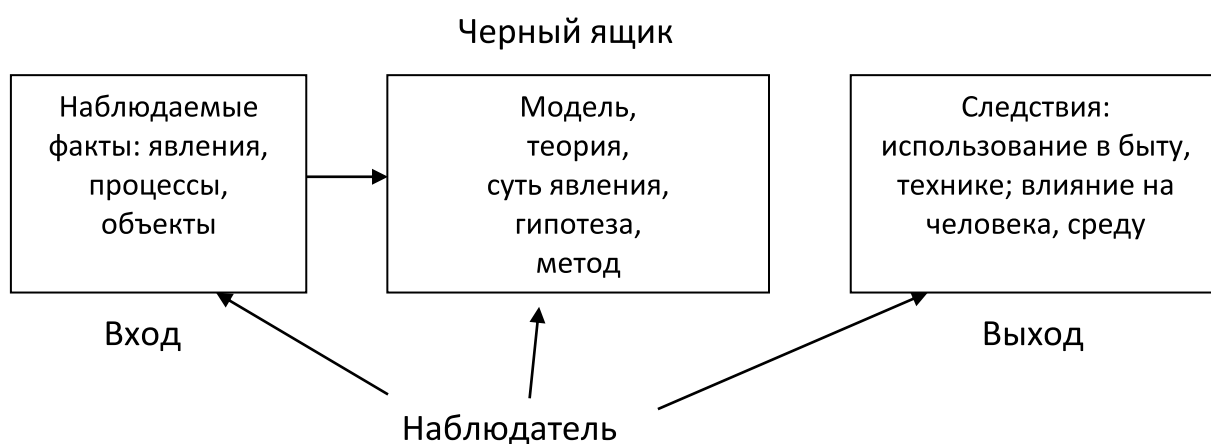 Черный ящик
Наблюдаемые
факты: явления,
процессы,
объекты
Модель,
теория,
суть явления,
гипотеза,
метод
Следствия:
использование в быту,
технике; влияние на
человека, среду
Вход
Выход
Наблюдатель